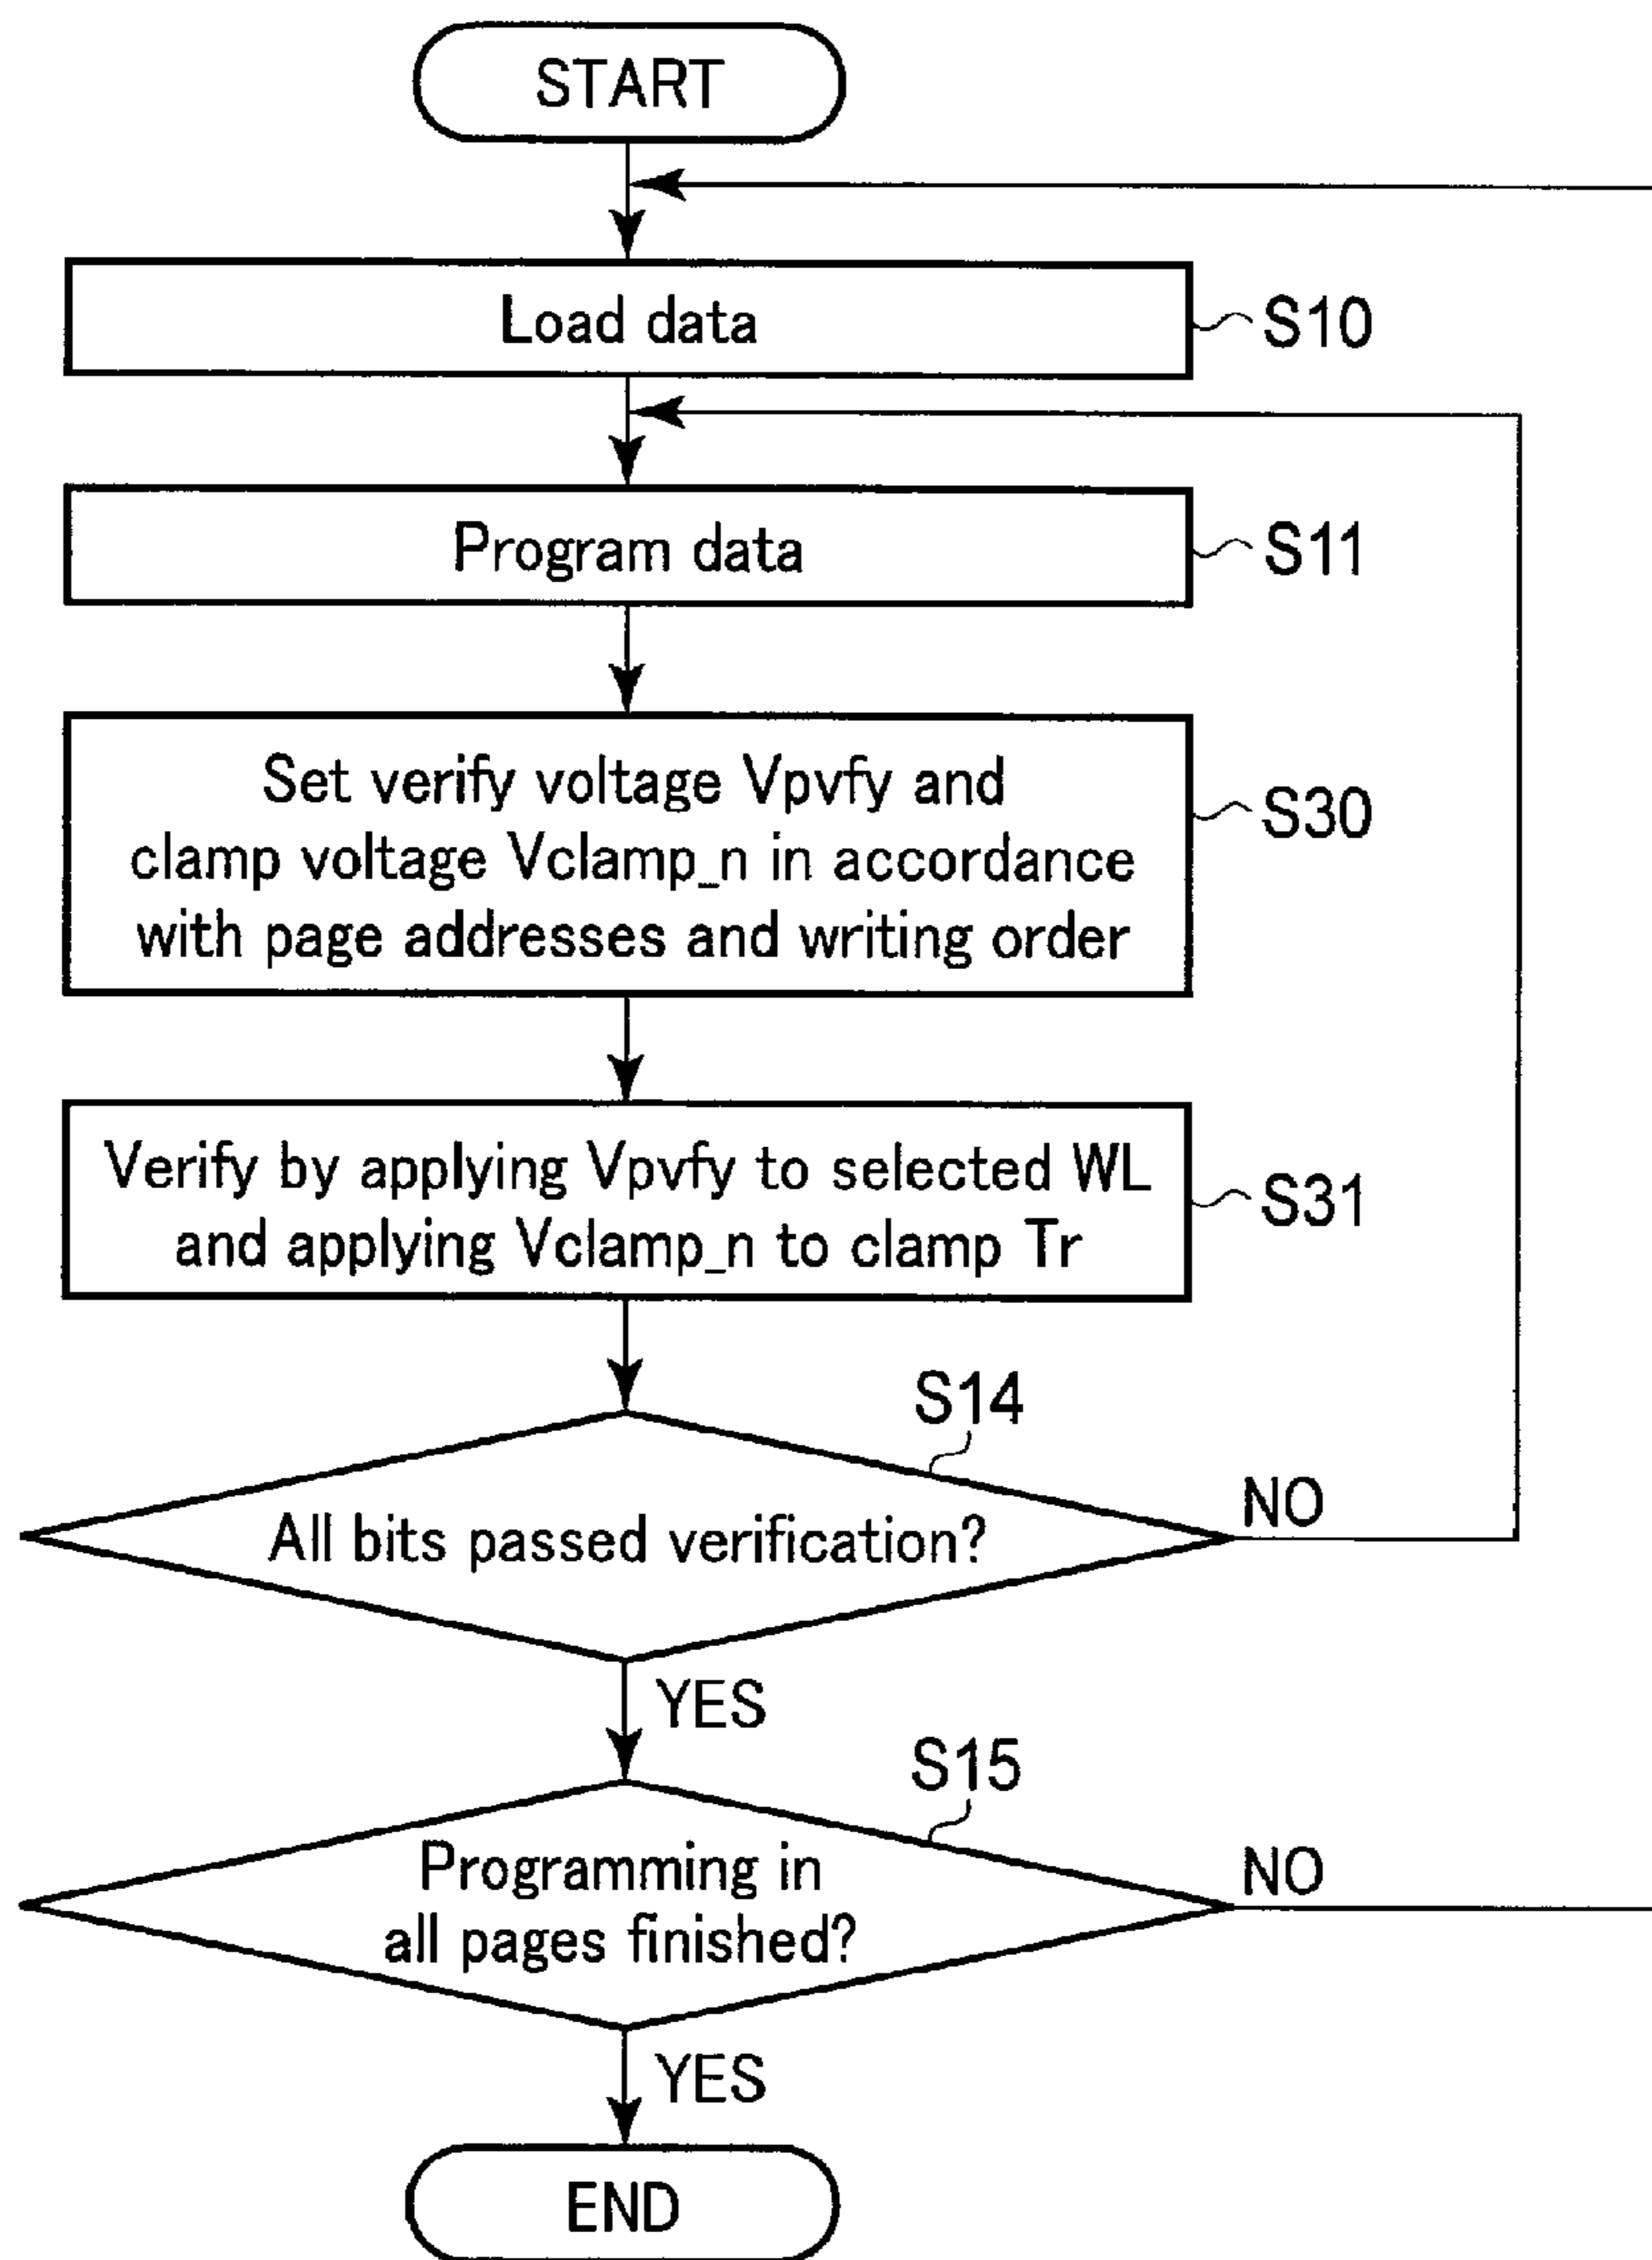 START
Load data
S10
Program data
S11
Set verify voltage Vpvfy and
clamp voltage Vclamp_n in accordance
with page addresses and writing order
S30
Verify by applying Vpvfy to selected WL
and applying Vclamp_n to clamp Tr
S31
S14
All bits passed verification?
NO
YES
S15
Programming in
all pages finished?
NO
YES
END